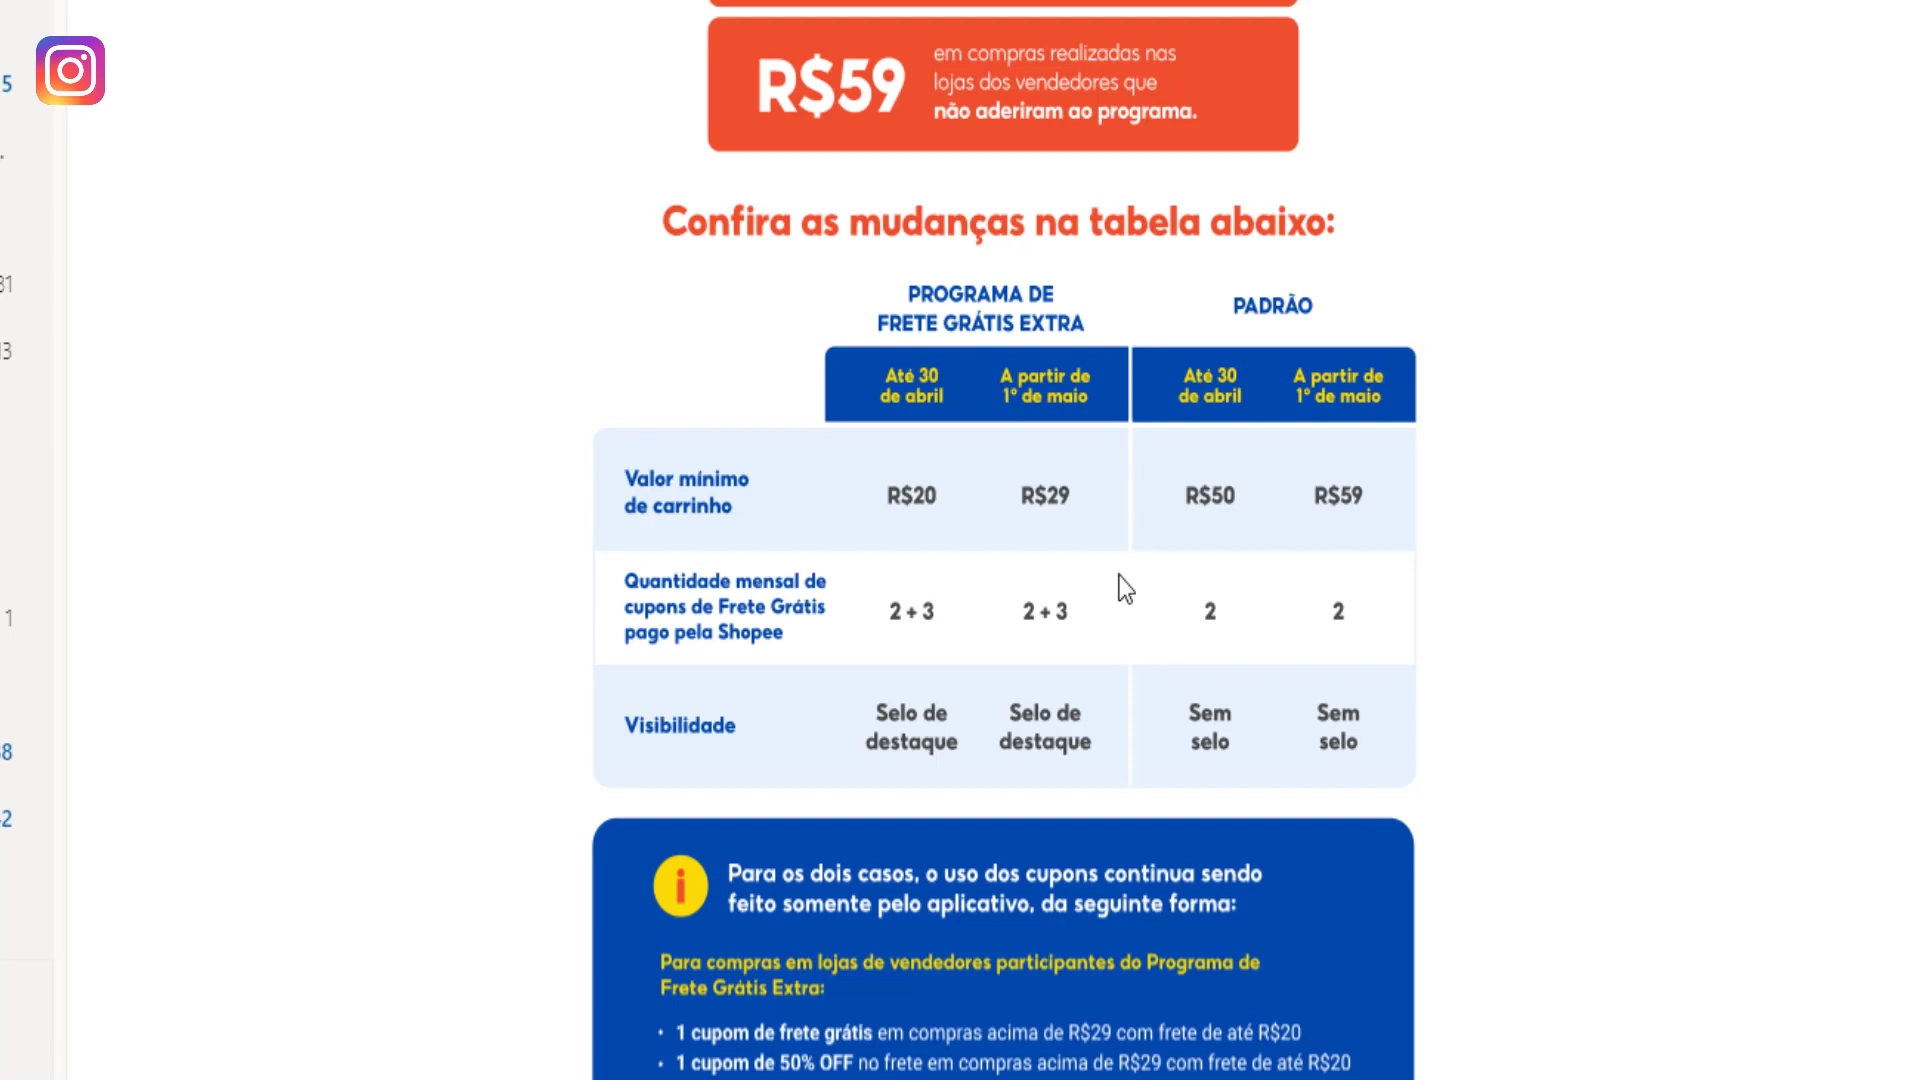 R$59
em compras realizadas nas
lojas dos vendedores que
não aderiram ao programa.
5
.
31
13
1
8
2
Confira as mudanças na tabela abaixo:
PROGRAMA DE
FRETE GRÁTIS EXTRA
PADRÃO
Até 30
de abril
A partir de
1º de maio
Até 30
de abril
A partir de
1º de maio
Valor mínimo
de carrinho
R$20
R$29
R$50
R$59
Quantidade mensal de
cupons de Frete Grátis
pago pela Shopee
2 + 3
2 + 3
2
2
Visibilidade
Selo de
destaque
Selo de
destaque
Sem
selo
Sem
selo
i
Para os dois casos, o uso dos cupons continua sendo
feito somente pelo aplicativo, da seguinte forma:
Para compras em lojas de vendedores participantes do Programa de
Frete Grátis Extra:
• 1 cupom de frete grátis em compras acima de R$29 com frete de até R$20
• 1 cupom de 50% OFF no frete em compras acima de R$29 com frete de até R$20